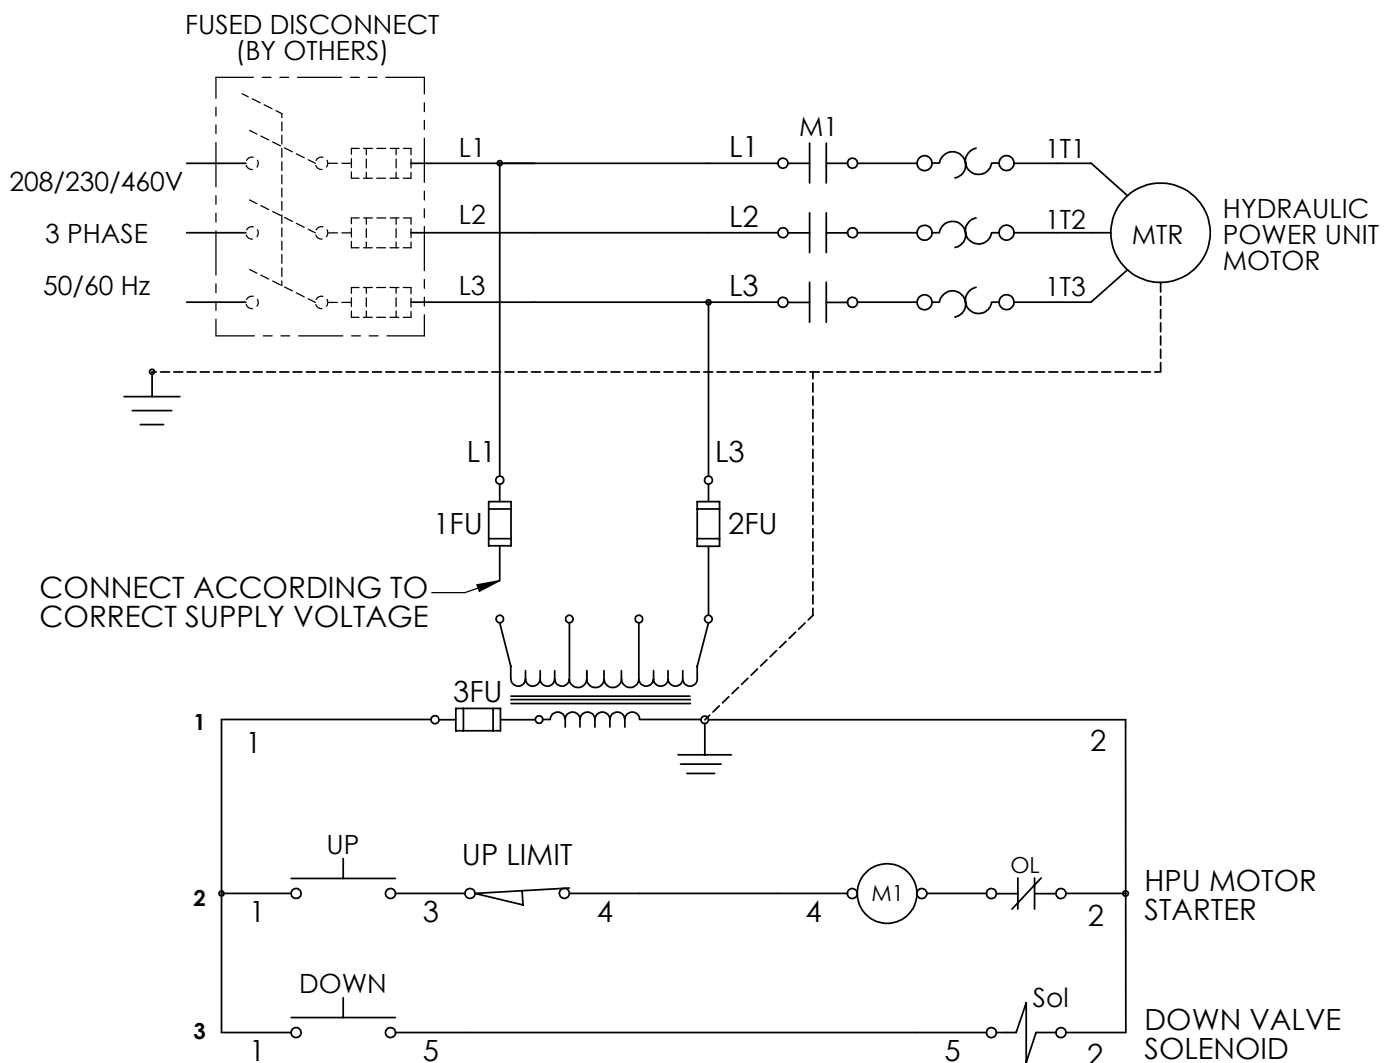 FUSED DISCONNECT
(BY OTHERS)
208/230/460V
3 PHASE
50/60 Hz
L1
L1
M1
1T1
L2
L2
1T2
L3
L3
1T3
MTR
HYDRAULIC
POWER UNIT
MOTOR
L1
L3
1FU
2FU
CONNECT ACCORDING TO
CORRECT SUPPLY VOLTAGE
3FU
1
1
2
UP
UP LIMIT
OL
2
1
3
4
4
M1
2
HPU MOTOR
STARTER
DOWN
Sol
3
1
5
5
2
DOWN VALVE
SOLENOID